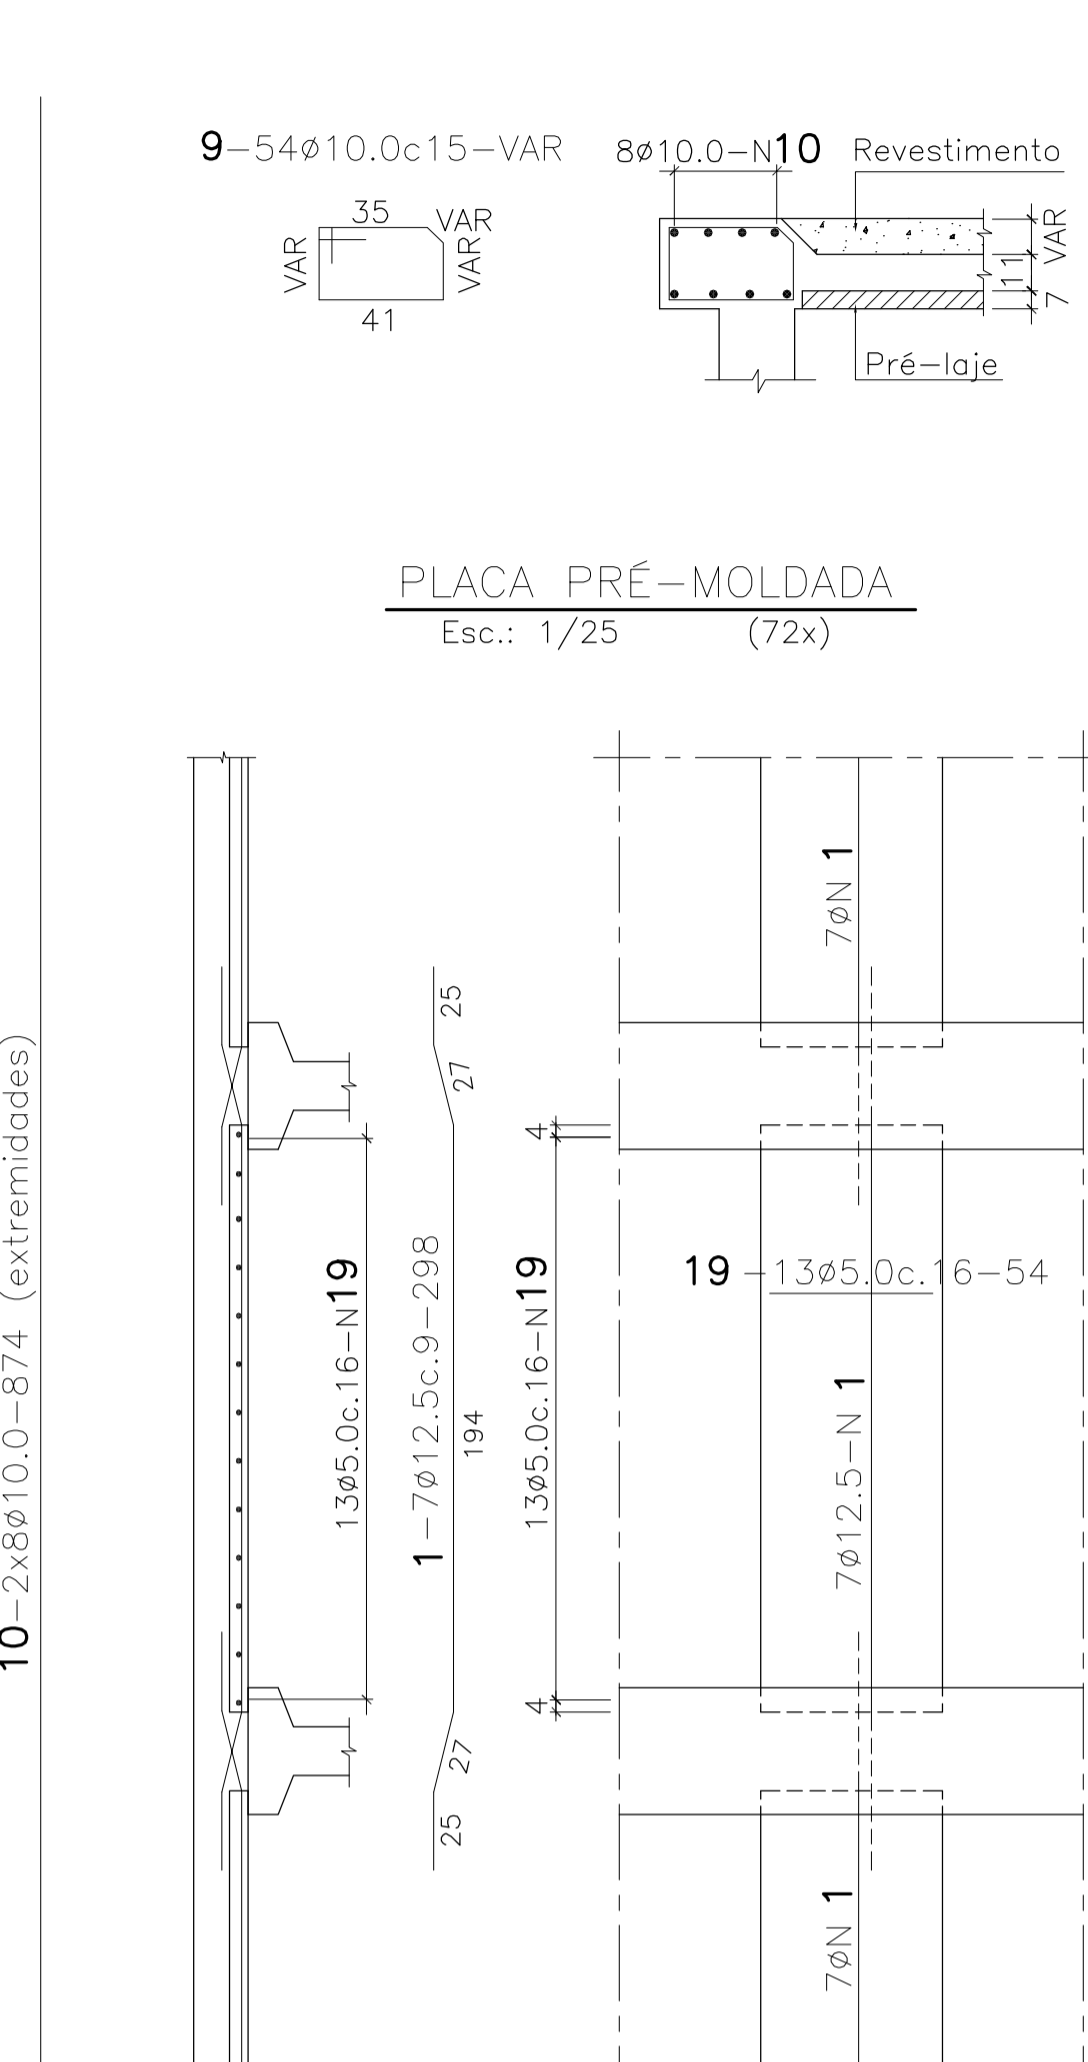 9-54ø10.0c15-VAR
35
VAR
VAR
VAR
41
8ø10.0-N10
Revestimento
VAR
11
7
Pré-laje
PLACA PRÉ-MOLDADA
Esc.: 1/25 (72x)
10-2x8ø10.0-874 (extremidades)
13ø5.0c.16-N19
1-7ø12.5c.9-298
25
27
194
27
25
4
13ø5.0c.16-N19
4
7øN 1
19-13ø5.0c.16-54
7ø12.5-N 1
7øN 1